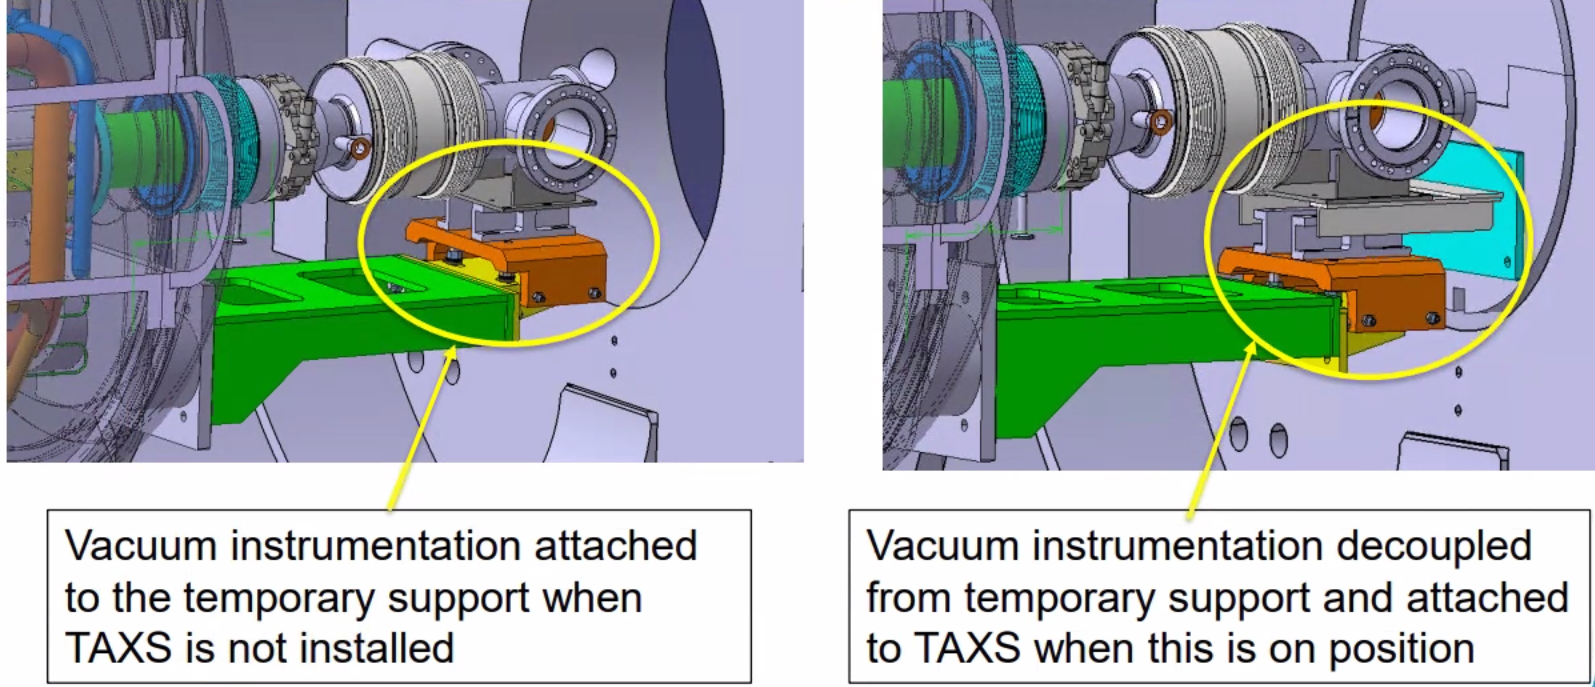 Vacuum instrumentation attached
to the temporary support when
TAXS is not installed
Vacuum instrumentation decoupled
from temporary support and attached
to TAXS when this is on position